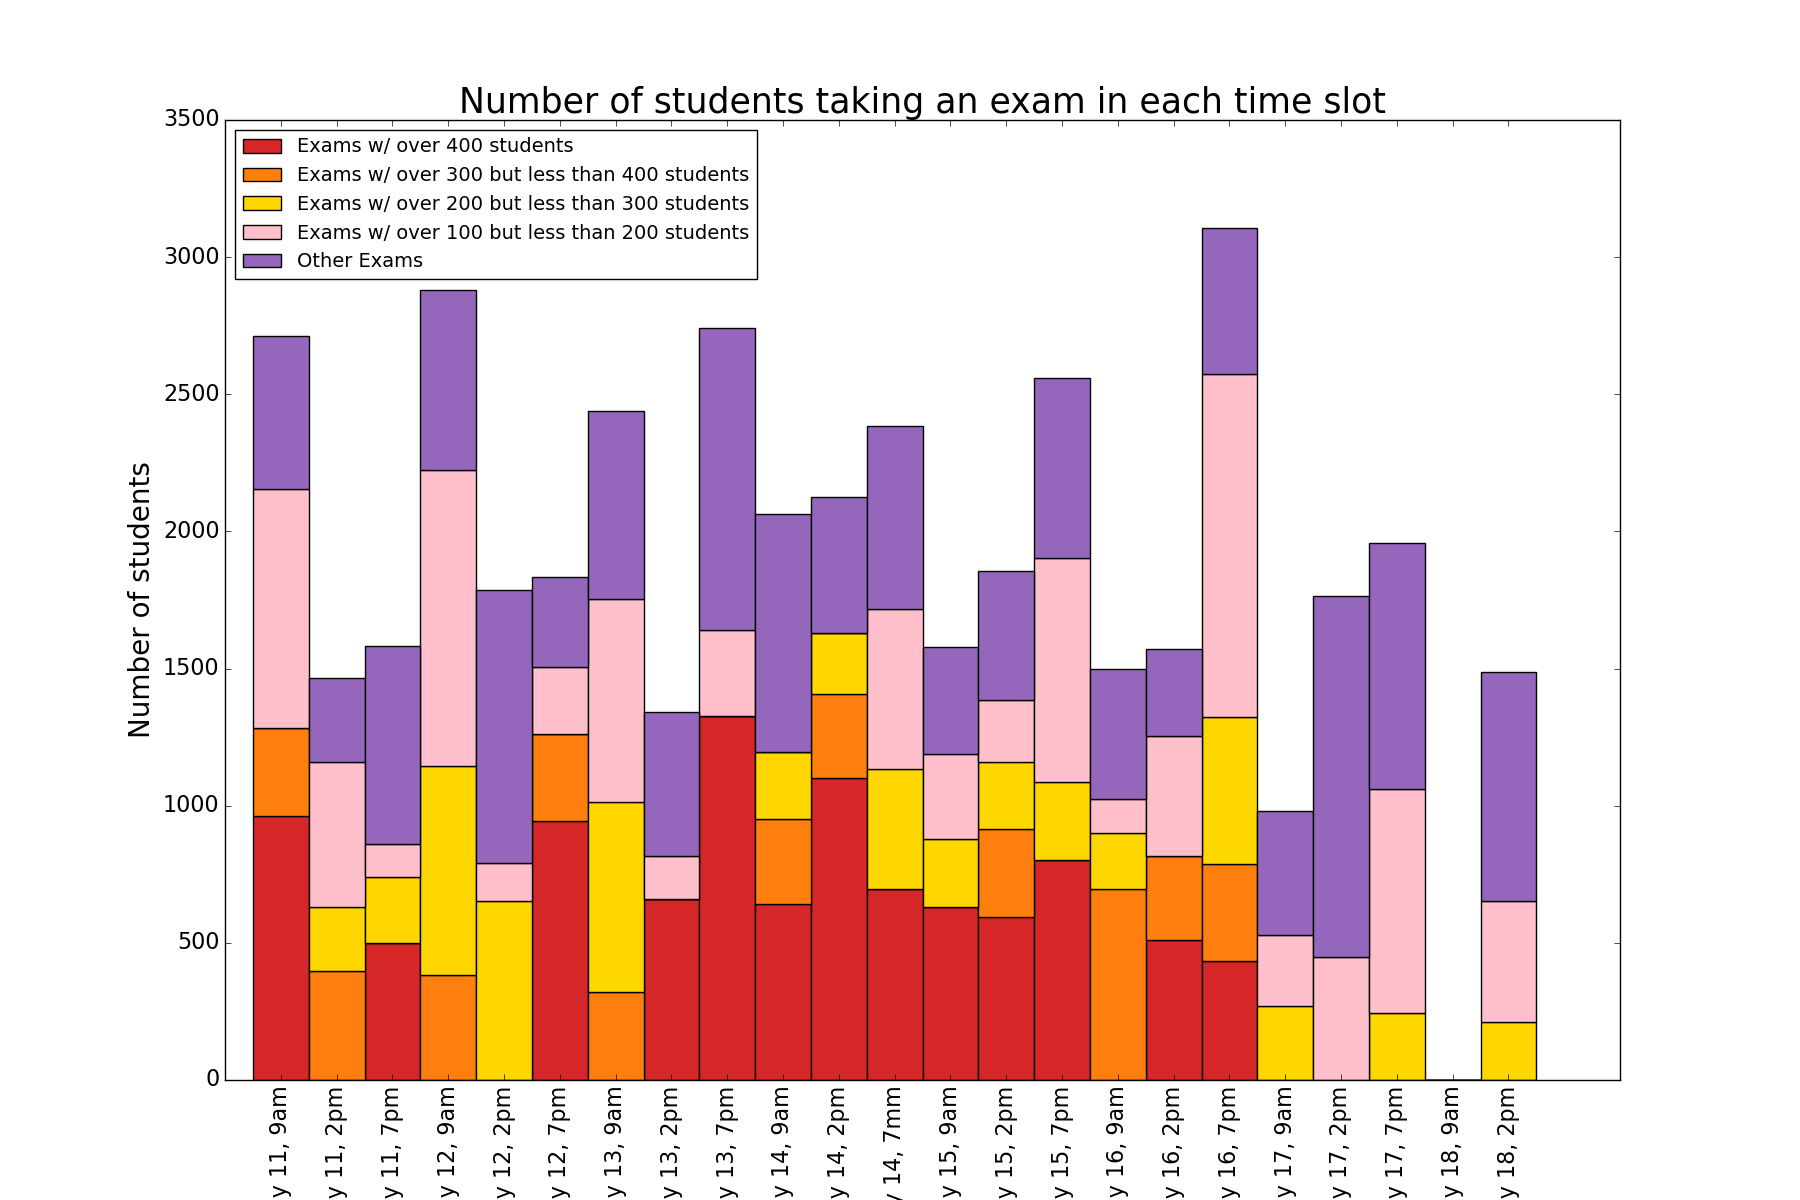 Number of students taking an exam in each time slot
Exams w/ over 400 students
Exams w/ over 300 but less than 400 students
Exams w/ over 200 but less than 300 students
Exams w/ over 100 but less than 200 students
Other Exams
3500
3000
2500
2000
1500
1000
500
0
Number of students
y 11, 9am
y 11, 2pm
y 11, 7pm
y 12, 9am
y 12, 2pm
y 12, 7pm
y 13, 9am
y 13, 2pm
y 13, 7pm
y 14, 9am
y 14, 2pm
y 14, 7mm
y 15, 9am
y 15, 2pm
y 15, 7pm
y 16, 9am
y 16, 2pm
y 16, 7pm
y 17, 9am
y 17, 2pm
y 17, 7pm
y 18, 9am
y 18, 2pm